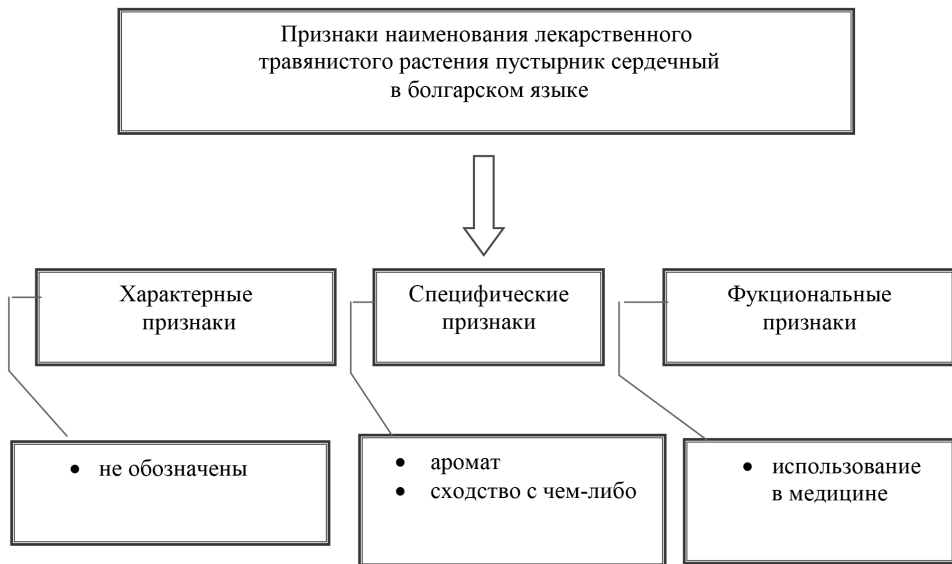 Признаки наименования лекарственного
травянистого растения пустырник сердечный
в болгарском языке
Характерные
признаки
Специфические
признаки
Фукциональные
признаки
• не обозначены
• аромат
• сходство с чем-либо
• использование
в медицине